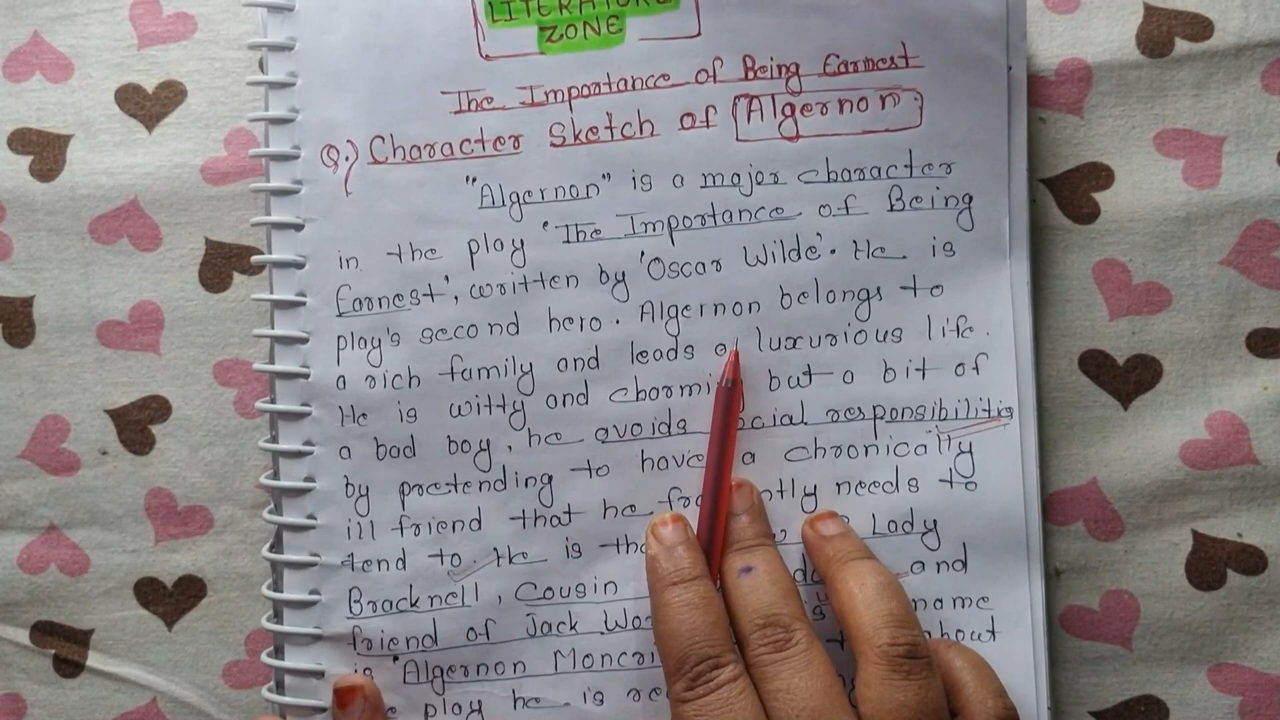 LITERATURE
ZONE
The Importance of Being Earnest
Q.) Character Sketch of Algernon.
"Algernon" is a major character
in the play 'The Importance of Being
Earnest', written by 'Oscar Wilde'. He is
play's second hero. Algernon belongs to
a rich family and leads a luxurious life.
He is witty and but a bit of
a bad boy, he avoids social responsibilities
by pretending to have a chronically
ill friend that he needs to
tend to. He is Lady
Bracknell, Cousin and
friend of Jack name
is 'Algernon about
play he is